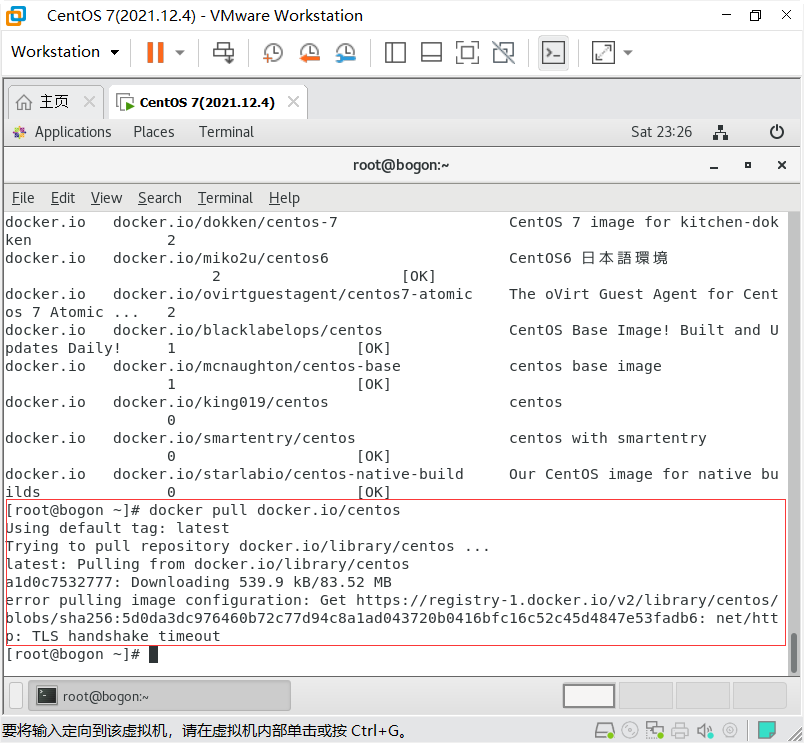 CentOS 7(2021.12.4) - VMware Workstation
Workstation
主页 CentOS 7(2021.12.4)
Applications Places Terminal Sat 23:26
root@bogon:~
File Edit View Search Terminal Help
docker.io docker.io/dokken/centos-7 CentOS 7 image for kitchen-dok
ken 2
docker.io docker.io/miko2u/centos6 CentOS6 日本語環境
2 [OK]
docker.io docker.io/ovirtguestagent/centos7-atomic The oVirt Guest Agent for Cent
os 7 Atomic ... 2
docker.io docker.io/blacklabelops/centos CentOS Base Image! Built and U
pdates Daily! 1 [OK]
docker.io docker.io/mcnaughton/centos-base centos base image
1 [OK]
docker.io docker.io/king019/centos centos
0
docker.io docker.io/smartentry/centos centos with smartentry
0 [OK]
docker.io docker.io/starlabio/centos-native-build Our CentOS image for native bu
ilds 0 [OK]
[root@bogon ~]# docker pull docker.io/centos
Using default tag: latest
Trying to pull repository docker.io/library/centos ...
latest: Pulling from docker.io/library/centos
a1d0c7532777: Downloading 539.9 kB/83.52 MB
error pulling image configuration: Get https://registry-1.docker.io/v2/library/centos/
blobs/sha256:5d0da3dc976460b72c77d94c8a1ad043720b0416bfc16c52c45d4847e53fadb6: net/htt
p: TLS handshake timeout
[root@bogon ~]#
root@bogon:~
要将输入定向到该虚拟机，请在虚拟机内部单击或按 Ctrl+G。